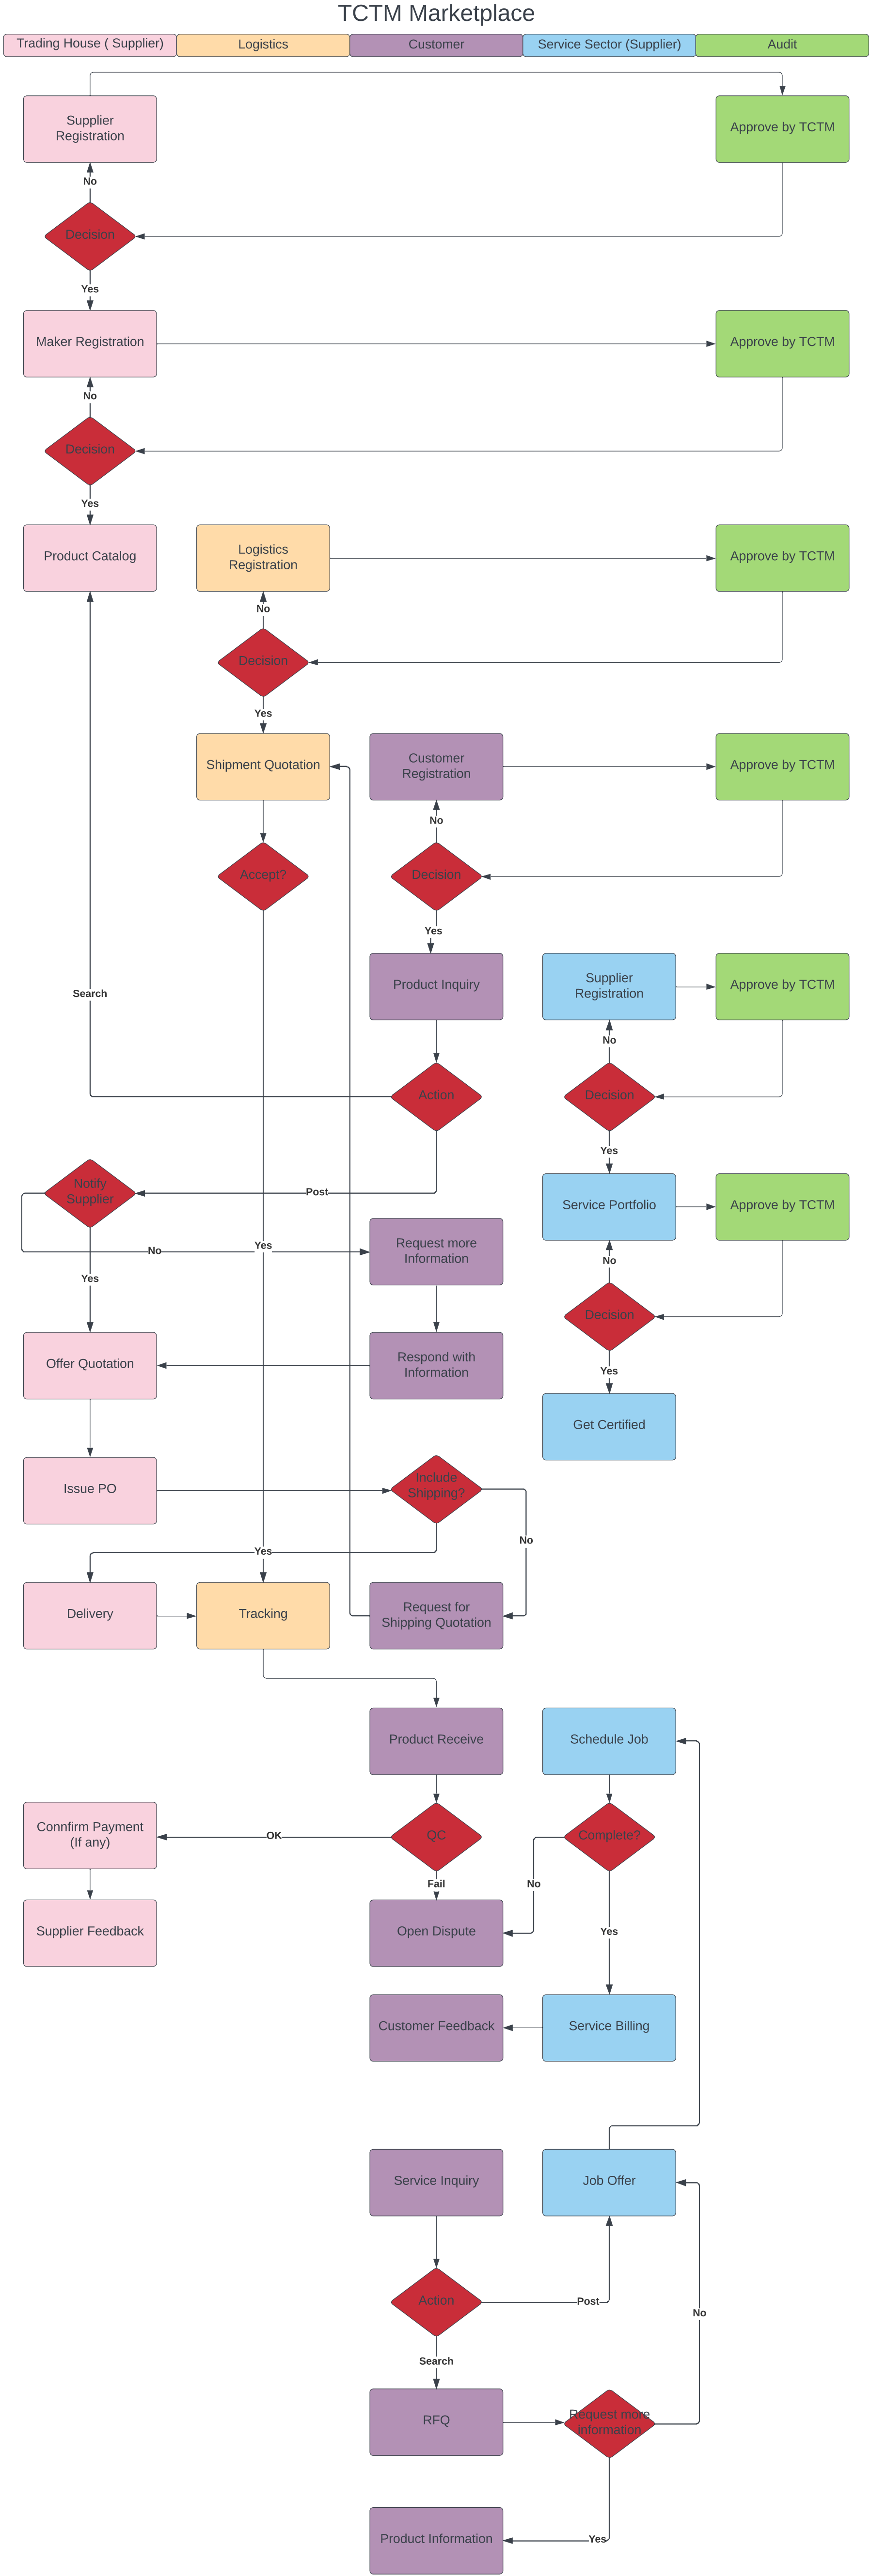 TCTM Marketplace
Trading House ( Supplier)
Logistics
Customer
Service Sector (Supplier)
Audit
Supplier
Registration
Approve by TCTM
No
Decision
Yes
Maker Registration
Approve by TCTM
No
Decision
Yes
Product Catalog
Logistics
Registration
Approve by TCTM
No
Decision
Yes
Shipment Quotation
Customer
Registration
Approve by TCTM
No
Accept?
Decision
Yes
Product Inquiry
Supplier
Registration
Approve by TCTM
Search
No
Action
Decision
Yes
Notify
Supplier
Post
Service Portfolio
Approve by TCTM
No
Yes
Request more
Information
No
Yes
Decision
Offer Quotation
Respond with
Information
Yes
Get Certified
Issue PO
Include
Shipping?
No
Yes
Delivery
Tracking
Request for
Shipping Quotation
Product Receive
Schedule Job
Connfirm Payment
(If any)
OK
QC
Complete?
Fail
No
Supplier Feedback
Open Dispute
Yes
Customer Feedback
Service Billing
Service Inquiry
Job Offer
Action
Post
No
Search
RFQ
Request more
information
Product Information
Yes